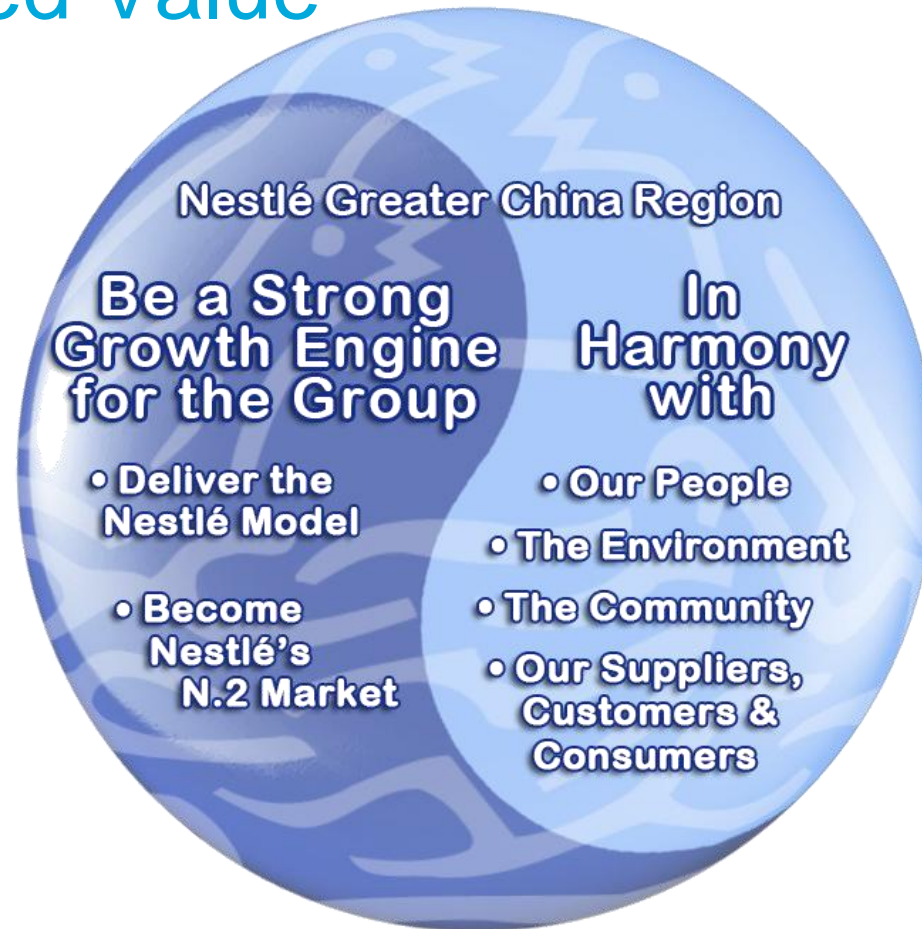 Value
Nestlé Greater China Region
Be a Strong
Growth Engine
for the Group
• Deliver the
Nestlé Model
• Become
Nestlé’s
N.2 Market
In
Harmony
with
• Our People
• The Environment
• The Community
• Our Suppliers,
Customers &
Consumers